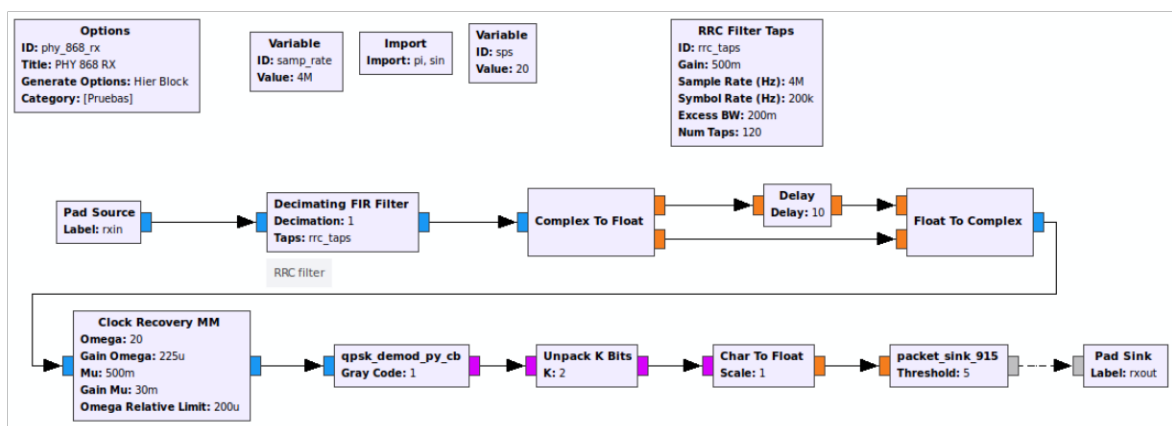 Options
ID: phy_868_rx
Title: PHY 868 RX
Generate Options: Hier Block
Category: [Pruebas]
Variable
ID: samp_rate
Value: 4M
Import
Import: pi, sin
Variable
ID: sps
Value: 20
RRC Filter Taps
ID: rrc_taps
Gain: 500m
Sample Rate (Hz): 4M
Symbol Rate (Hz): 200k
Excess BW: 200m
Num Taps: 120
Pad Source
Label: rxin
Decimating FIR Filter
Decimation: 1
Taps: rrc_taps
RRC filter
Complex To Float
Delay
Delay: 10
Float To Complex
Clock Recovery MM
Omega: 20
Gain Omega: 225u
Mu: 500m
Gain Mu: 30m
Omega Relative Limit: 200u
qpsk_demod_py_cb
Gray Code: 1
Unpack K Bits
K: 2
Char To Float
Scale: 1
packet_sink_915
Threshold: 5
Pad Sink
Label: rxout